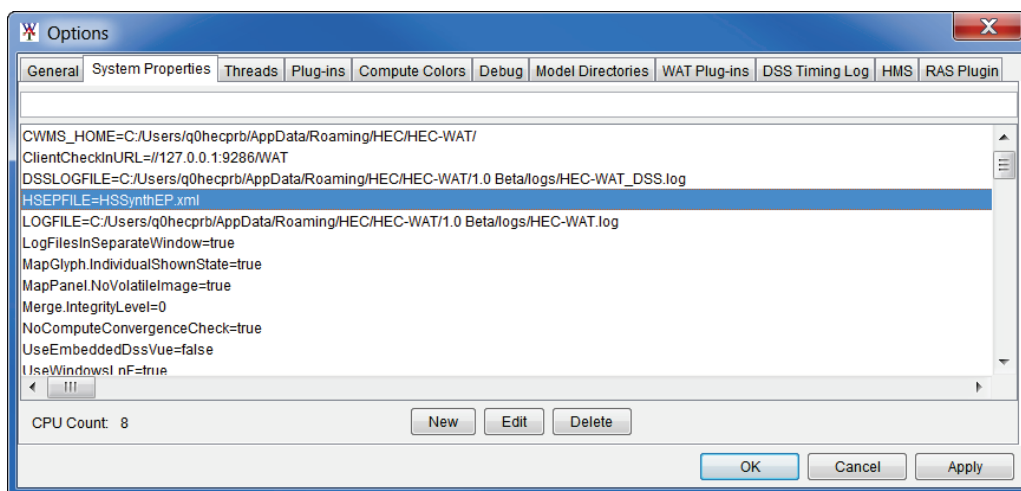 Options
General System Properties Threads Plug-ins Compute Colors Debug Model Directories WAT Plug-ins DSS Timing Log HMS RAS Plugin
CWMS_HOME=C:/Users/q0hecprb/AppData/Roaming/HEC/HEC-WAT/
ClientCheckInURL=//127.0.0.1:9286/WAT
DSSLOGFILE=C:/Users/q0hecprb/AppData/Roaming/HEC/HEC-WAT/1.0 Beta/logs/HEC-WAT_DSS.log
HSEPFILE=HSSynthEP.xml
LOGFILE=C:/Users/q0hecprb/AppData/Roaming/HEC/HEC-WAT/1.0 Beta/logs/HEC-WAT.log
LogFilesInSeparateWindow=true
MapGlyph.IndividualShownState=true
MapPanel.NoVolatileImage=true
Merge.IntegrityLevel=0
NoComputeConvergenceCheck=true
UseEmbeddedDssVue=false
UseWindowsLnF=true
CPU Count: 8 New Edit Delete
OK Cancel Apply